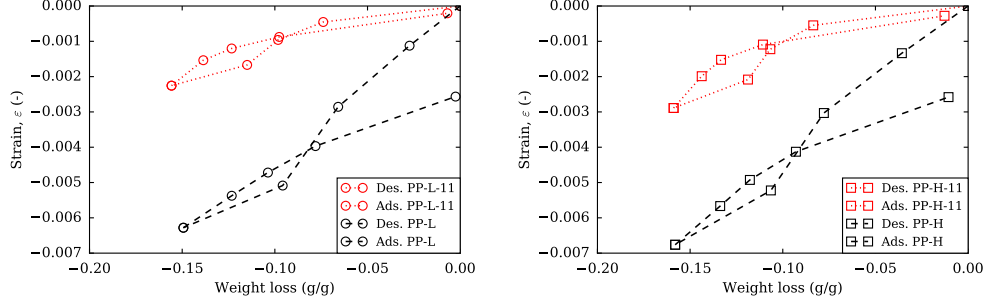 0.000
−0.001
−0.002
−0.003
−0.004
−0.005
−0.006
−0.007
Strain, ε (-)
−0.20
−0.15
−0.10
−0.05
0.00
Weight loss (g/g)
Des. PP-L-11
Ads. PP-L-11
Des. PP-L
Ads. PP-L
0.000
−0.001
−0.002
−0.003
−0.004
−0.005
−0.006
−0.007
Strain, ε (-)
−0.20
−0.15
−0.10
−0.05
0.00
Weight loss (g/g)
Des. PP-H-11
Ads. PP-H-11
Des. PP-H
Ads. PP-H